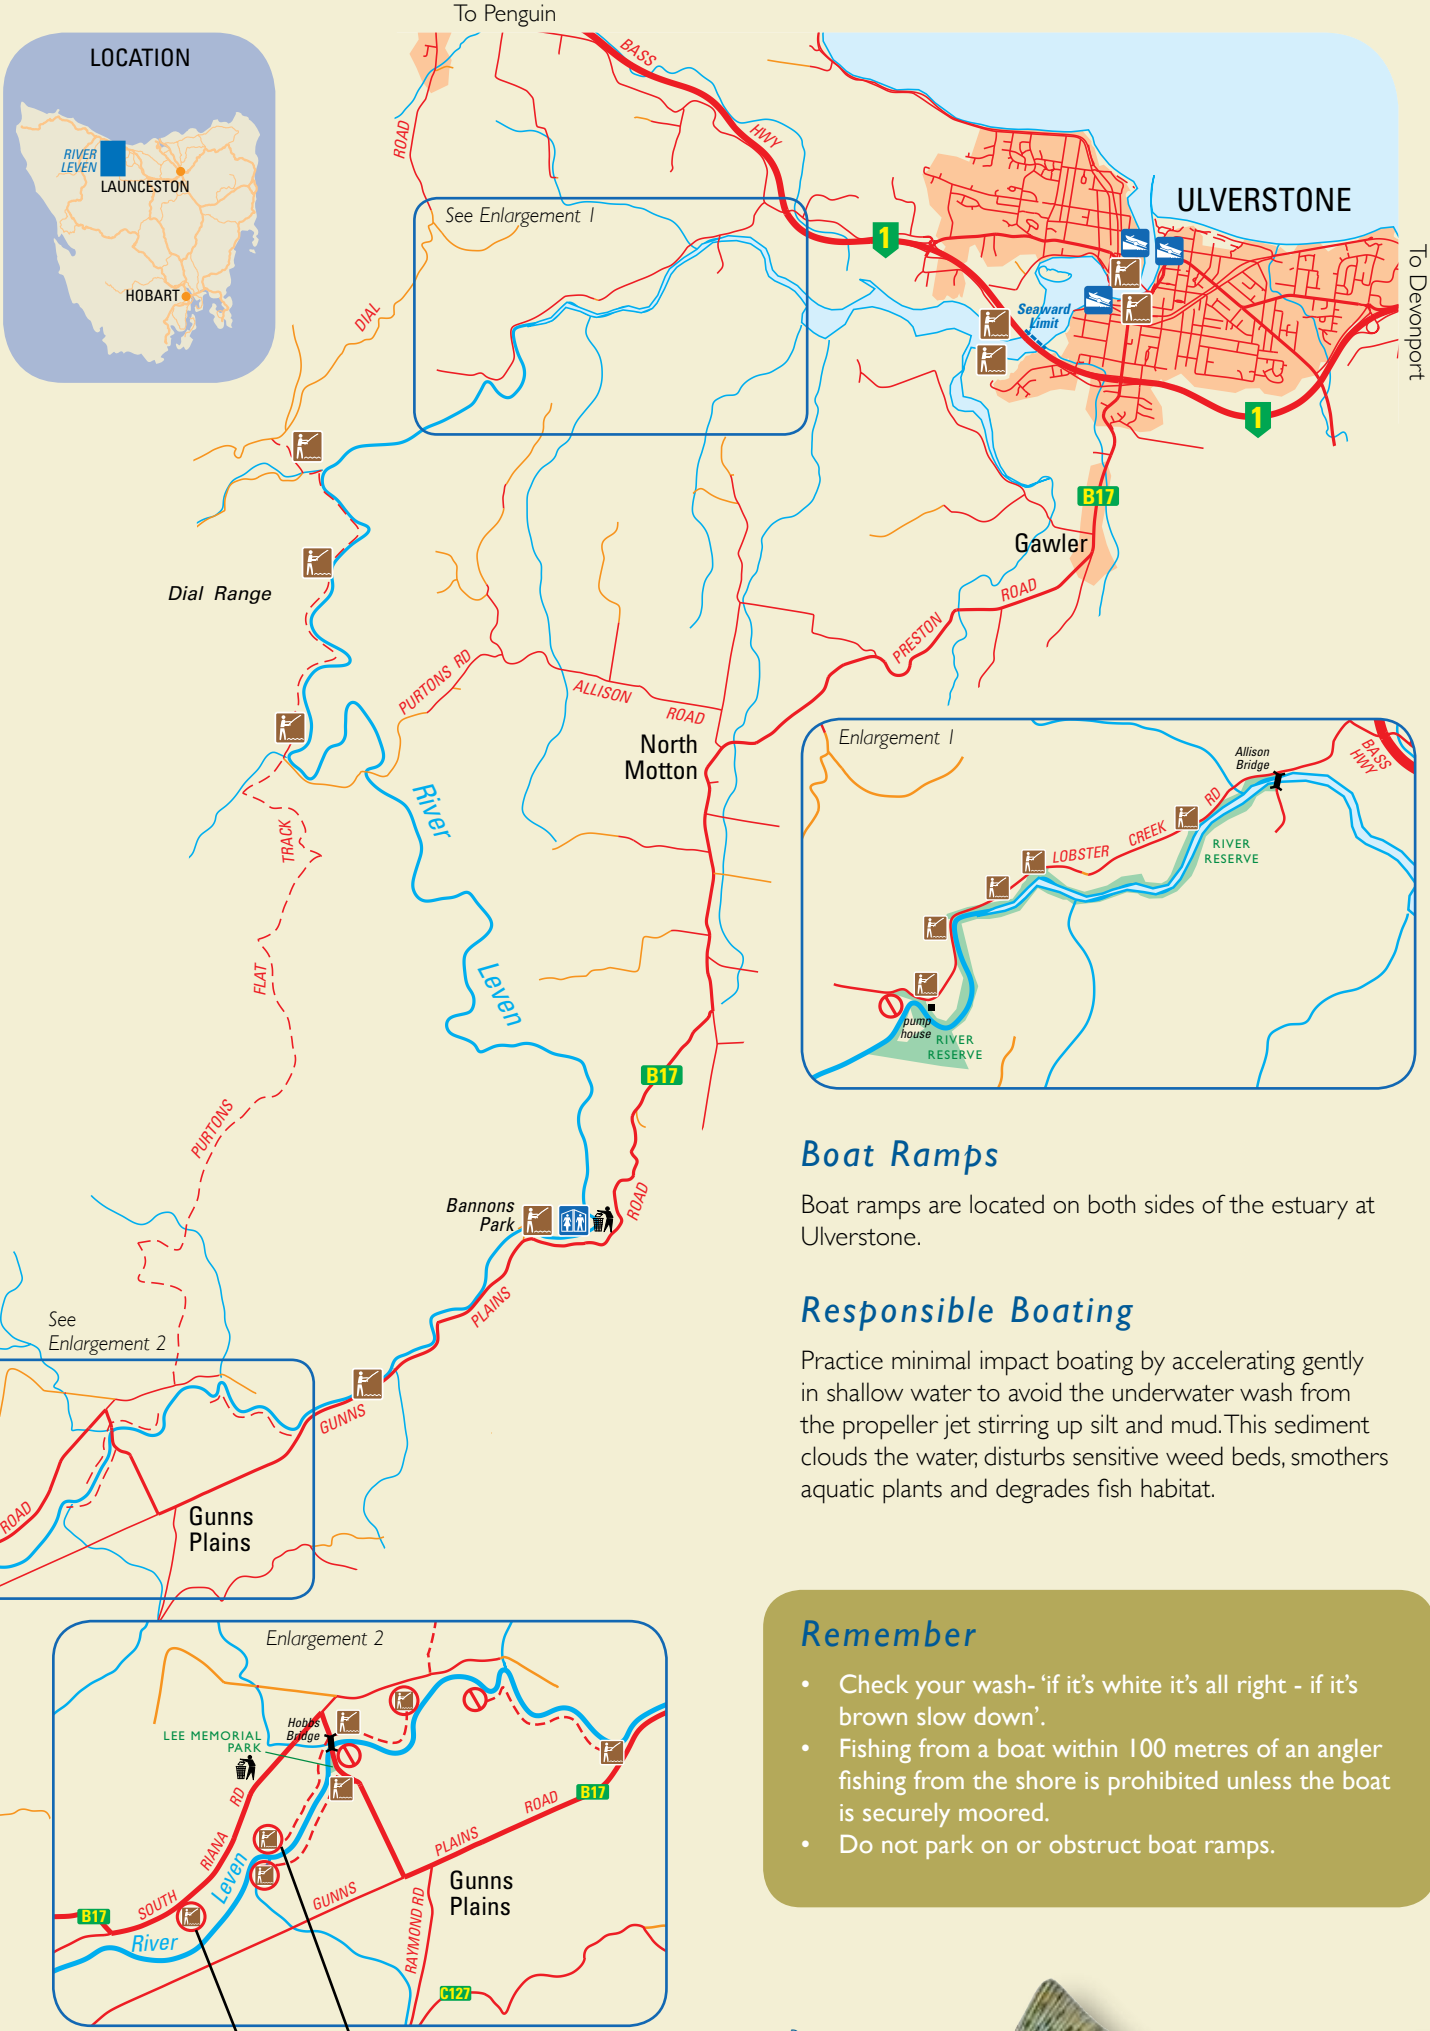 To Penguin
LOCATION
RIVER
LEVEN
LAUNCESTON
HOBART
BASS
HWY
ROAD
DIAL
See Enlargement 1
1
ULVERSTONE
To Devonport
Seaward
Limit
1
B17
Gawler
Dial Range
ROAD
PRESTON
PURTONS RD
ALLISON
ROAD
North
Motton
River
Leven
TRACK
FLAT
PURTONS
B17
Bannons
Park
ROAD
PLAINS
GUNNS
See
Enlargement 2
ROAD
Gunns
Plains
Enlargement 1
Allison
Bridge
BASS
HWY
RD
CREEK
LOBSTER
RIVER
RESERVE
pump
house
RIVER
RESERVE
Boat Ramps
Boat ramps are located on both sides of the estuary at
Ulverstone.
Responsible Boating
Practice minimal impact boating by accelerating gently
in shallow water to avoid the underwater wash from
the propeller jet stirring up silt and mud. This sediment
clouds the water, disturbs sensitive weed beds, smothers
aquatic plants and degrades fish habitat.
Enlargement 2
Hobbs
Bridge
LEE MEMORIAL
PARK
RD
RIANA
SOUTH
B17
River
Leven
GUNNS
PLAINS
ROAD
B17
Gunns
Plains
RAYMOND RD
C127
Remember
• Check your wash- ‘if it’s white it’s all right - if it’s
brown slow down’.
• Fishing from a boat within 100 metres of an angler
fishing from the shore is prohibited unless the boat
is securely moored.
• Do not park on or obstruct boat ramps.